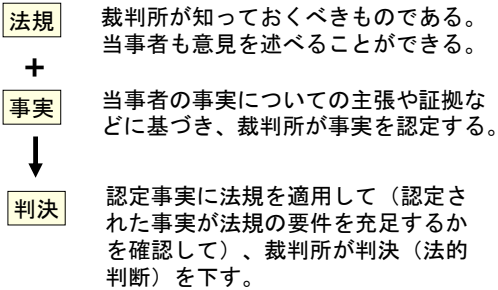 法規
裁判所が知っておくべきものである。
当事者も意見を述べることができる。
+
事実
当事者の事実についての主張や証拠な
どに基づき、裁判所が事実を認定する。
判決
認定事実に法規を適用して（認定さ
れた事実が法規の要件を充足するか
を確認して）、裁判所が判決（法的
判断）を下す。